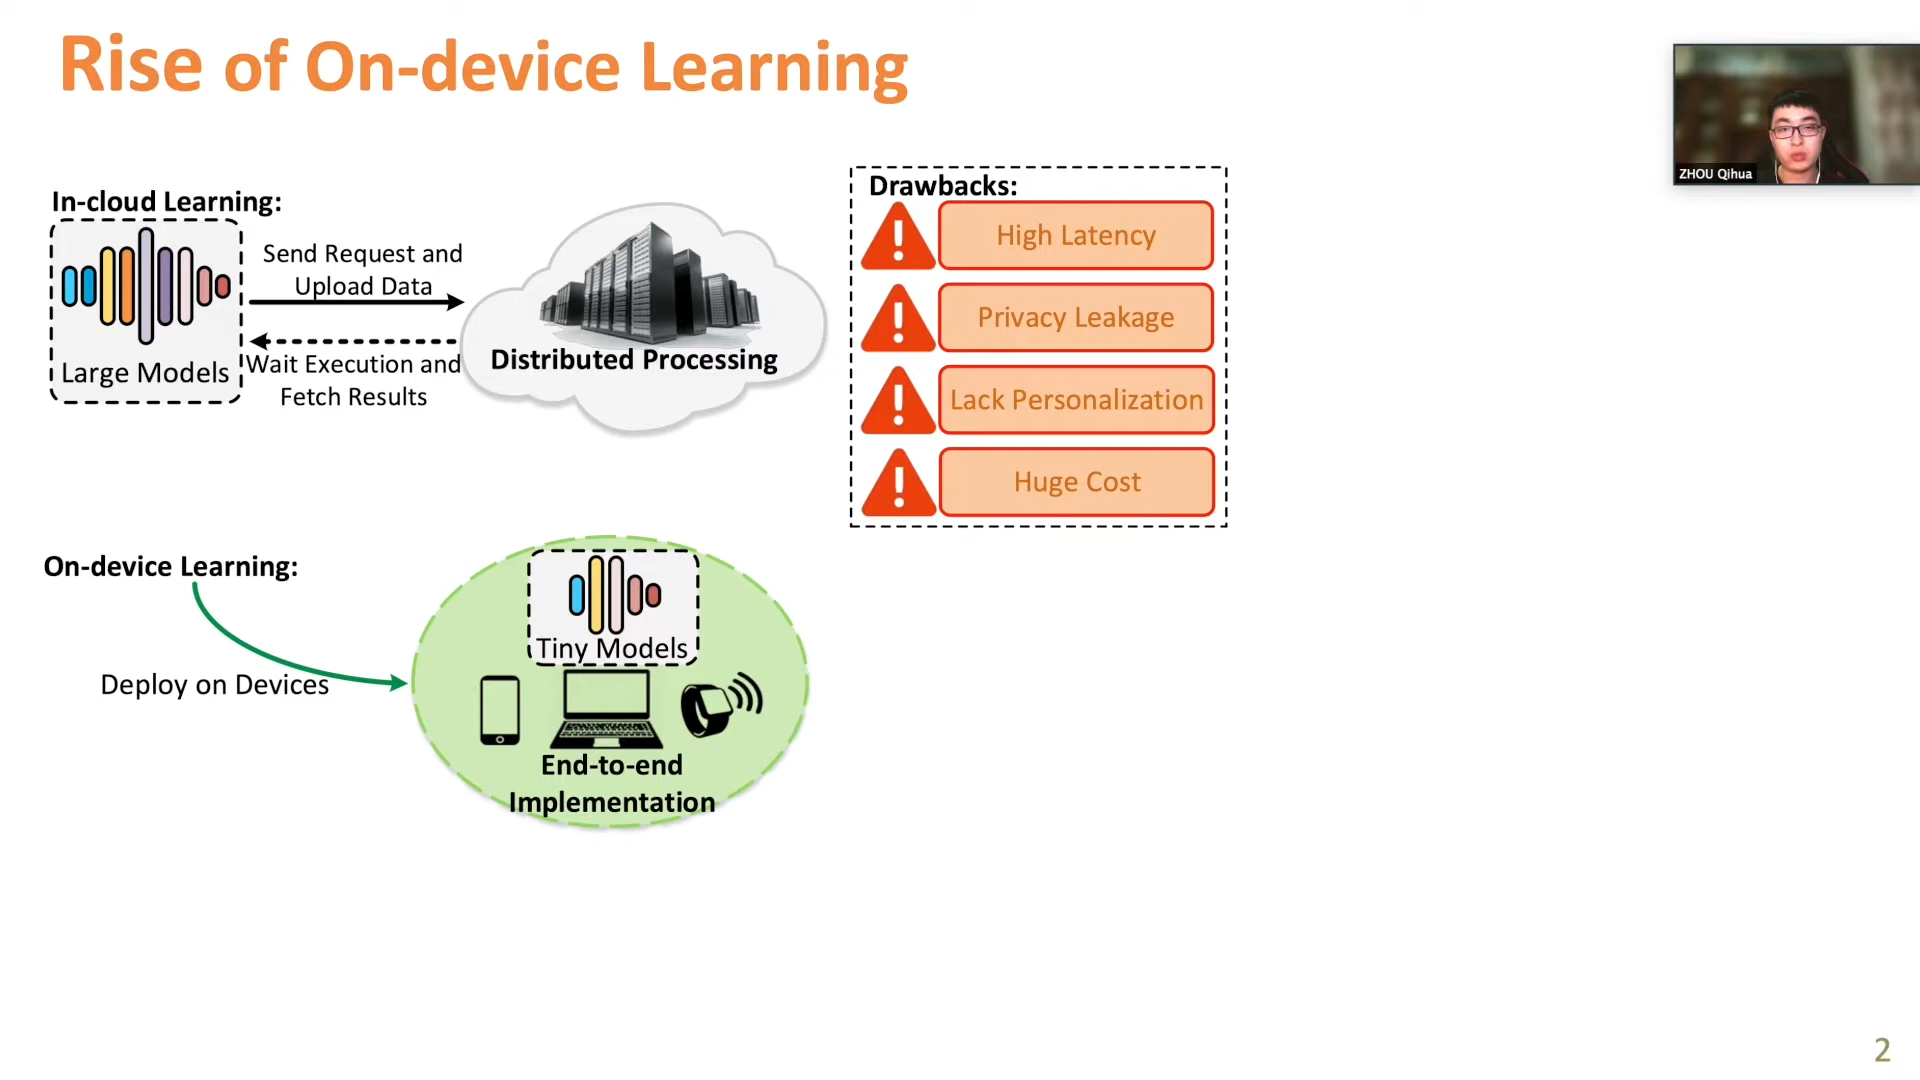 Rise of On-device Learning
ZHOU Qihua
In-cloud Learning:
Large Models
Send Request and
Upload Data
Wait Execution and
Fetch Results
Distributed Processing
Drawbacks:
High Latency
Privacy Leakage
Lack Personalization
Huge Cost
On-device Learning:
Deploy on Devices
Tiny Models
End-to-end
Implementation
2